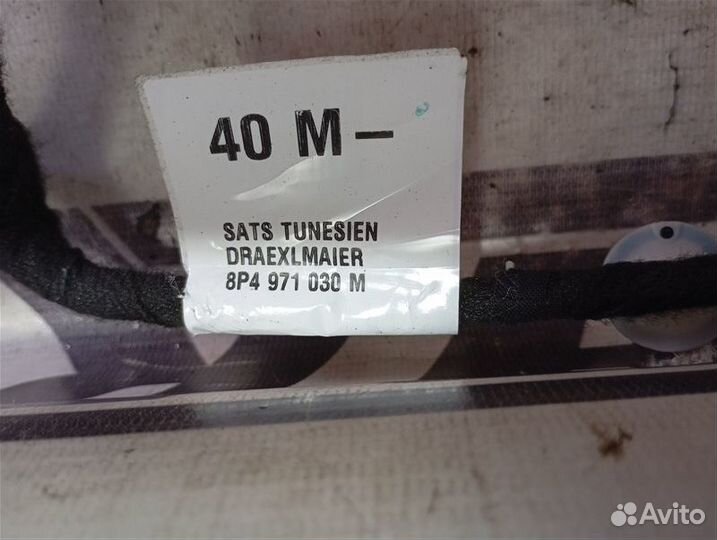 40 M –
SATS TUNESIEN
DRAEXLMAIER
8P4 971 030 M
Avito